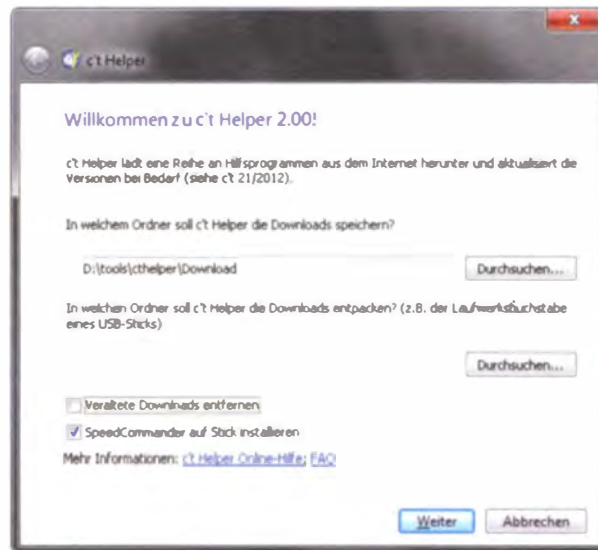 c't Helper
Willkommen zu c't Helper 2.00!
c't Helper lädt eine Reihe an Hilfsprogrammen aus dem Internet herunter und aktualisiert die
Versionen bei Bedarf (siehe c't 21/2012).
In welchem Ordner soll c't Helper die Downloads speichern?
D:\tools\cthelper\Download
Durchsuchen...
In welchen Ordner soll c't Helper die Downloads entpacken? (z.B. der Laufwerksbuchstabe
eines USB-Sticks)
Durchsuchen...
Veraltete Downloads entfernen
SpeedCommander auf Stick installieren
Mehr Informationen: c't Helper Online-Hilfe; FAQ
Weiter
Abbrechen